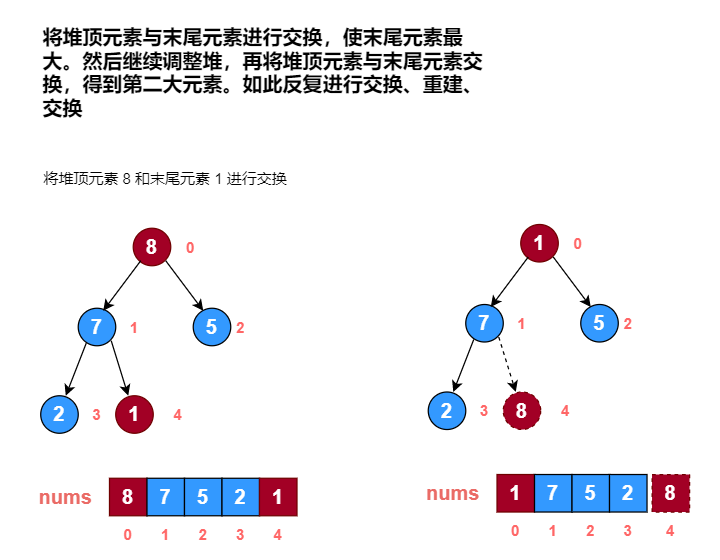 将堆顶元素与末尾元素进行交换，使末尾元素最
大。然后继续调整堆，再将堆顶元素与末尾元素交
换，得到第二大元素。如此反复进行交换、重建、
交换
将堆顶元素 8 和末尾元素 1 进行交换
8 0
7 1 5 2
2 3 1 4
nums 8 7 5 2 1
0 1 2 3 4
1 0
7 1 5 2
2 3 8 4
nums 1 7 5 2 8
0 1 2 3 4